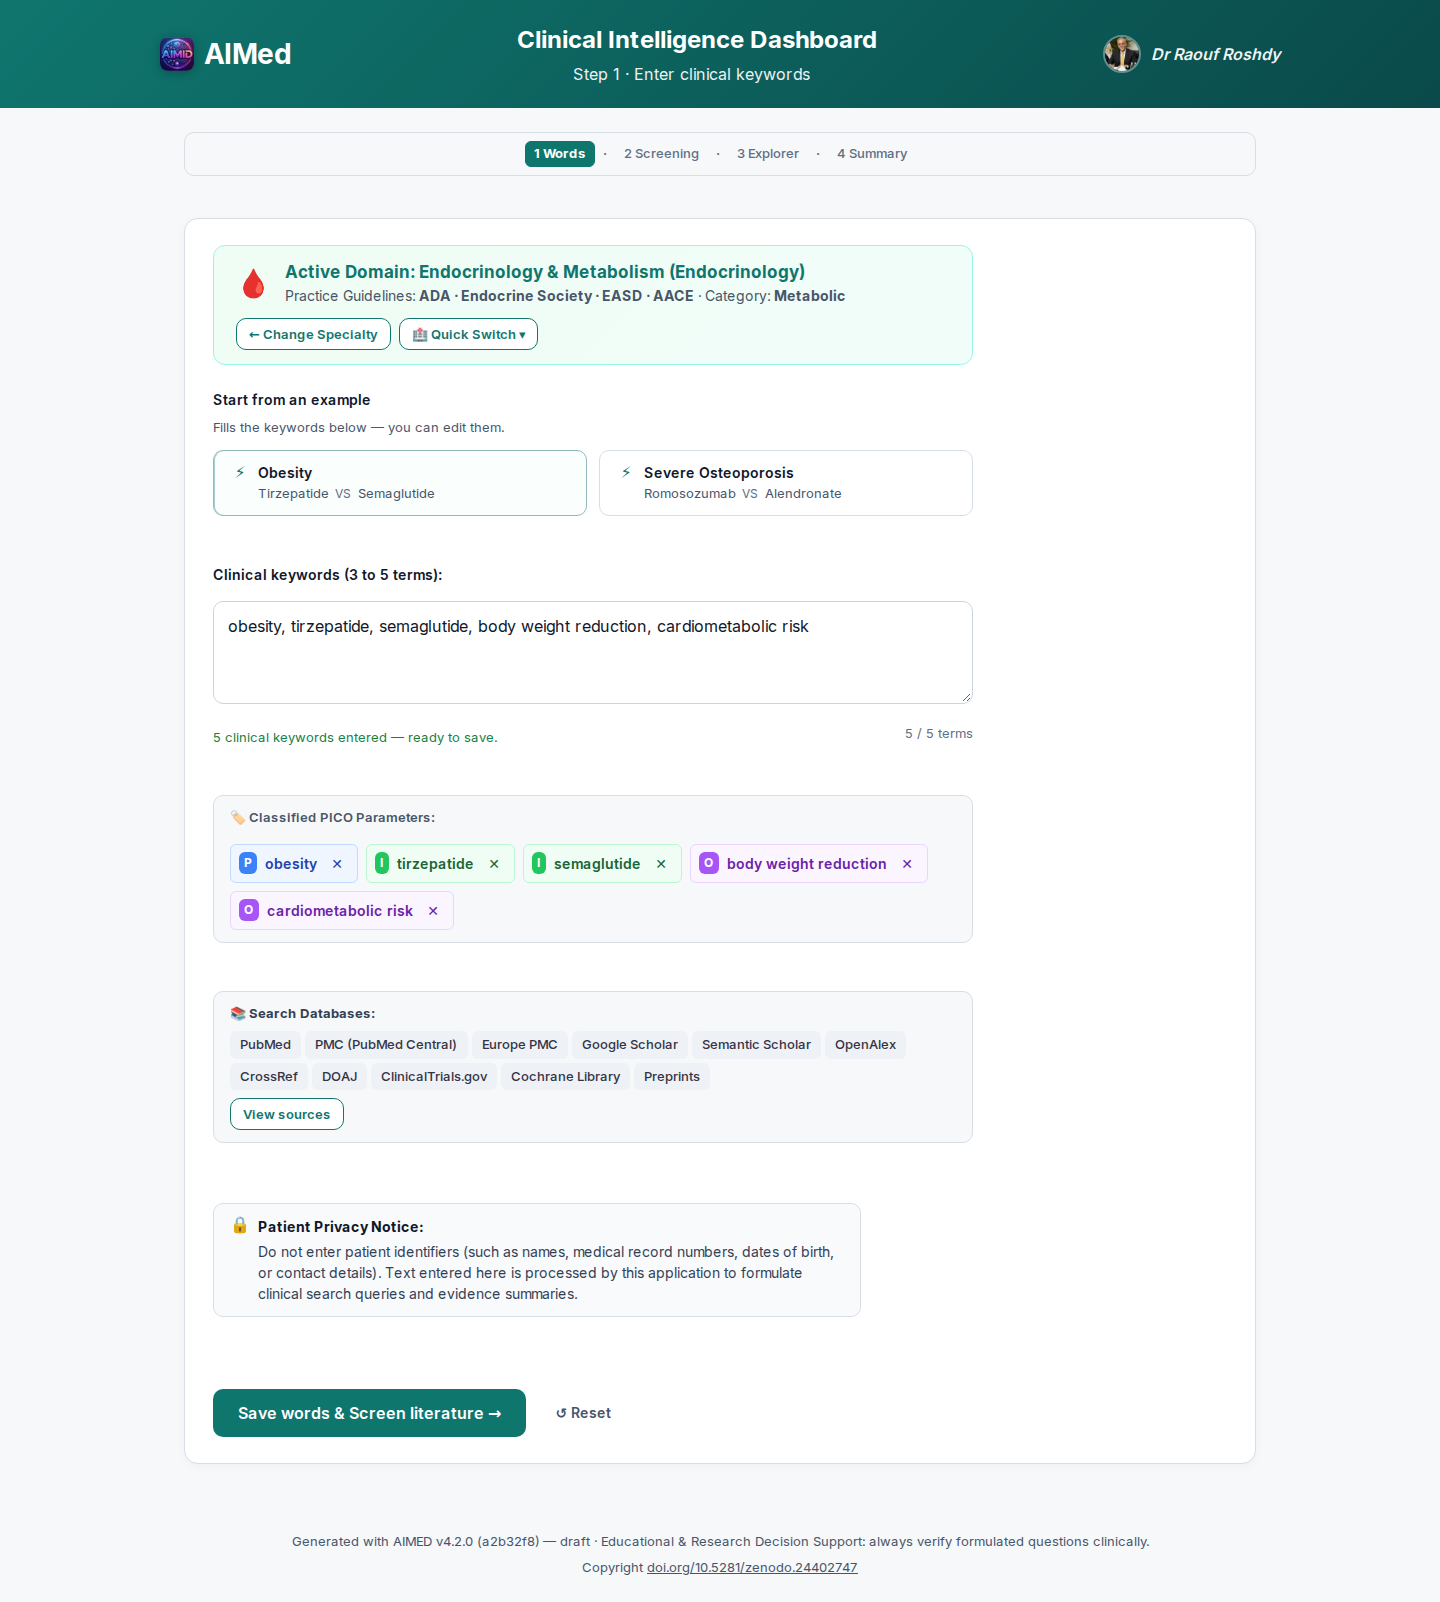 AIMID
AIMed
Clinical Intelligence Dashboard
Step 1 · Enter clinical keywords
Dr Raouf Roshdy
1 Words · 2 Screening · 3 Explorer · 4 Summary
Active Domain: Endocrinology & Metabolism (Endocrinology)
Practice Guidelines: ADA · Endocrine Society · EASD · AACE · Category: Metabolic
← Change Specialty
🏥 Quick Switch ▾
Start from an example
Fills the keywords below — you can edit them.
⚡ Obesity
Tirzepatide VS Semaglutide
⚡ Severe Osteoporosis
Romosozumab VS Alendronate
Clinical keywords (3 to 5 terms):
obesity, tirzepatide, semaglutide, body weight reduction, cardiometabolic risk
5 clinical keywords entered — ready to save.
5 / 5 terms
🏷️ Classified PICO Parameters:
P obesity ✕ I tirzepatide ✕ I semaglutide ✕ O body weight reduction ✕
O cardiometabolic risk ✕
📚 Search Databases:
PubMed PMC (PubMed Central) Europe PMC Google Scholar Semantic Scholar OpenAlex
CrossRef DOAJ ClinicalTrials.gov Cochrane Library Preprints
View sources
🔒 Patient Privacy Notice:
Do not enter patient identifiers (such as names, medical record numbers, dates of birth,
or contact details). Text entered here is processed by this application to formulate
clinical search queries and evidence summaries.
Save words & Screen literature →
↺ Reset
Generated with AIMED v4.2.0 (a2b32f8) — draft · Educational & Research Decision Support: always verify formulated questions clinically.
Copyright doi.org/10.5281/zenodo.24402747